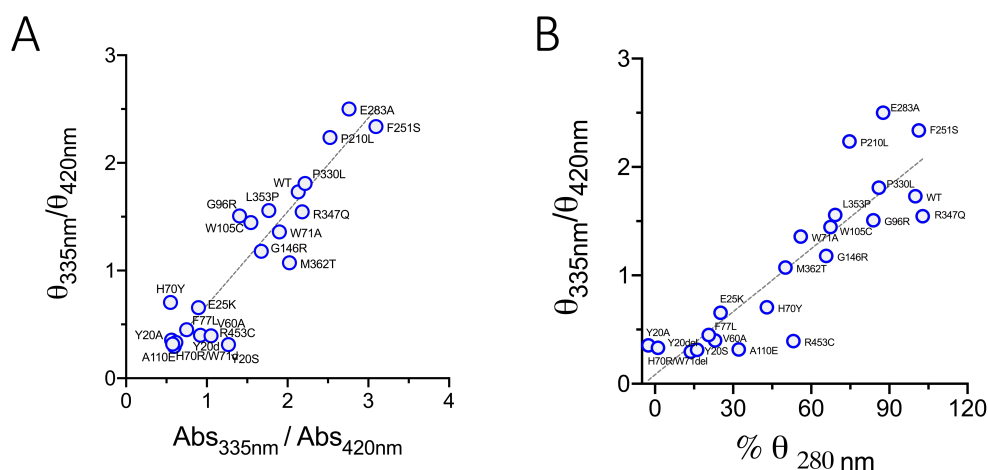 A
B
θ335nm/θ420nm
3
2
1
0
E283A
F251S
P210L
P330L
WT
L353P
G96R
R347Q
W105C
W71A
G146R
M362T
H70Y
E25K
F77L
V60A
R453C
Y20A
Y20d
A110E
H70R/W71d
Y20S
0
1
2
3
4
Abs335nm / Abs420nm
θ335nm/θ420nm
3
2
1
0
E283A
F251S
P210L
P330L
WT
L353P
R347Q
G96R
W105C
W71A
G146R
M362T
E25K
H70Y
F77L
Y20A
Y20del
V60A
R453C
Y20S
A110E
H70R/W71del
0
30
60
90
120
% θ 280 nm